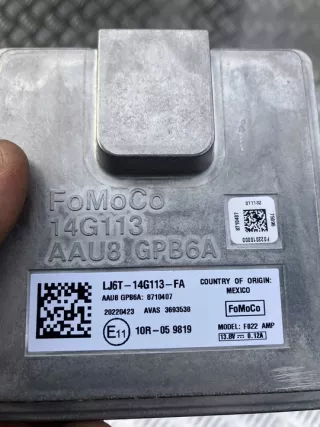 FoMoCo
14G113
AAU8 GPB6A
LJ6T-14G113-FA
AAU8 GPB6A: 8710407
20220423 AVAS 3693538
E11 10R-05 9819
COUNTRY OF ORIGIN:
MEXICO
FoMoCo
MODEL: F022 AMP
13.8V ⎓ 0.12A